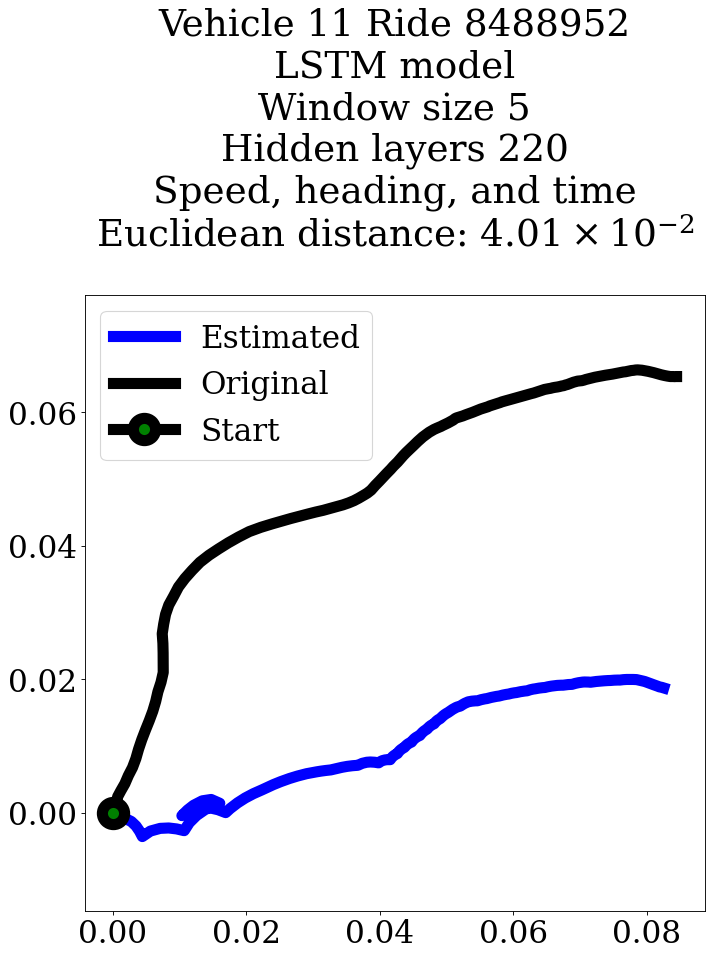 Vehicle 11 Ride 8488952
LSTM model
Window size 5
Hidden layers 220
Speed, heading, and time
Euclidean distance: 4.01 × 10⁻²
Estimated
Original
Start
0.06
0.04
0.02
0.00
0.00 0.02 0.04 0.06 0.08